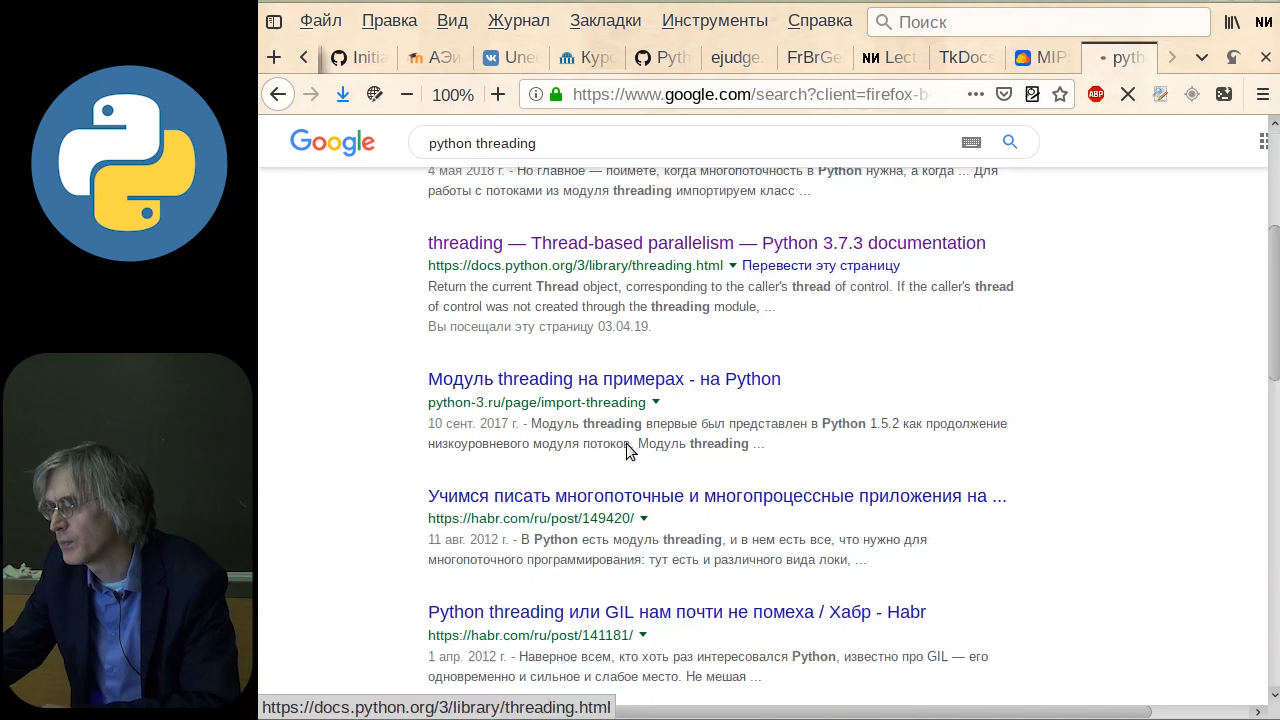 Файл Правка Вид Журнал Закладки Инструменты Справка Поиск
Initia АЭи Unee Курс Pyth ejudge. FrBrGe Lect TkDocs MIP pyth
100% https://www.google.com/search?client=firefox-b-
Google python threading
4 мая 2018 г. - Но главное — поймете, когда многопоточность в Python нужна, а когда ... Для
работы с потоками из модуля threading импортируем класс ...
threading — Thread-based parallelism — Python 3.7.3 documentation
https://docs.python.org/3/library/threading.html Перевести эту страницу
Return the current Thread object, corresponding to the caller's thread of control. If the caller's thread
of control was not created through the threading module, ...
Вы посещали эту страницу 03.04.19.
Модуль threading на примерах - на Python
python-3.ru/page/import-threading
10 сент. 2017 г. - Модуль threading впервые был представлен в Python 1.5.2 как продолжение
низкоуровневого модуля потоков. Модуль threading ...
Учимся писать многопоточные и многопроцессные приложения на ...
https://habr.com/ru/post/149420/
11 авг. 2012 г. - В Python есть модуль threading, и в нем есть все, что нужно для
многопоточного программирования: тут есть и различного вида локи, ...
Python threading или GIL нам почти не помеха / Хабр - Habr
https://habr.com/ru/post/141181/
1 апр. 2012 г. - Наверное всем, кто хоть раз интересовался Python, известно про GIL — его
одновременно и сильное и слабое место. Не мешая ...
https://docs.python.org/3/library/threading.html